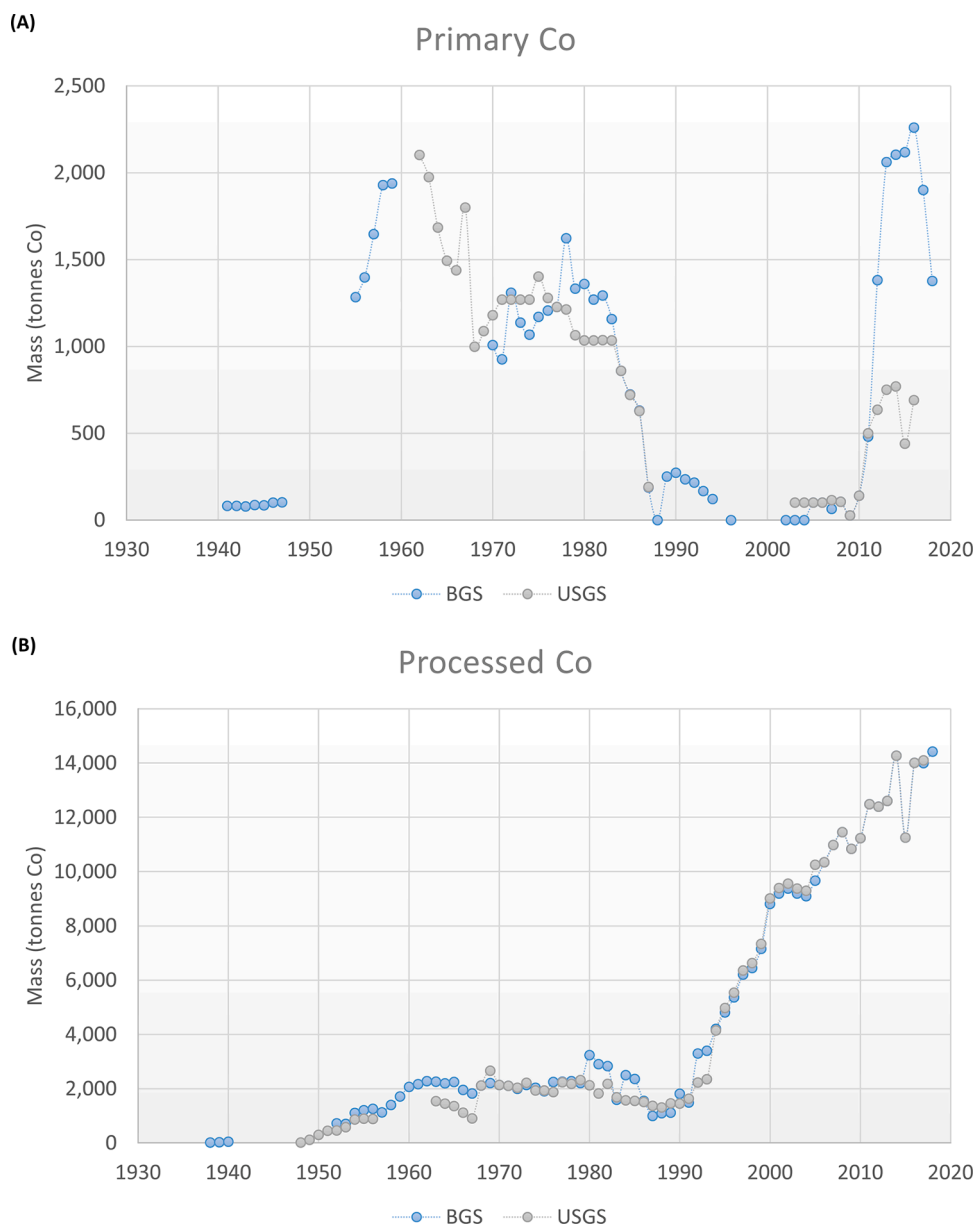 (A)
Primary Co
Mass (tonnes Co)
2,500
2,000
1,500
1,000
500
0
1930 1940 1950 1960 1970 1980 1990 2000 2010 2020
BGS USGS
(B)
Processed Co
Mass (tonnes Co)
16,000
14,000
12,000
10,000
8,000
6,000
4,000
2,000
0
1930 1940 1950 1960 1970 1980 1990 2000 2010 2020
BGS USGS